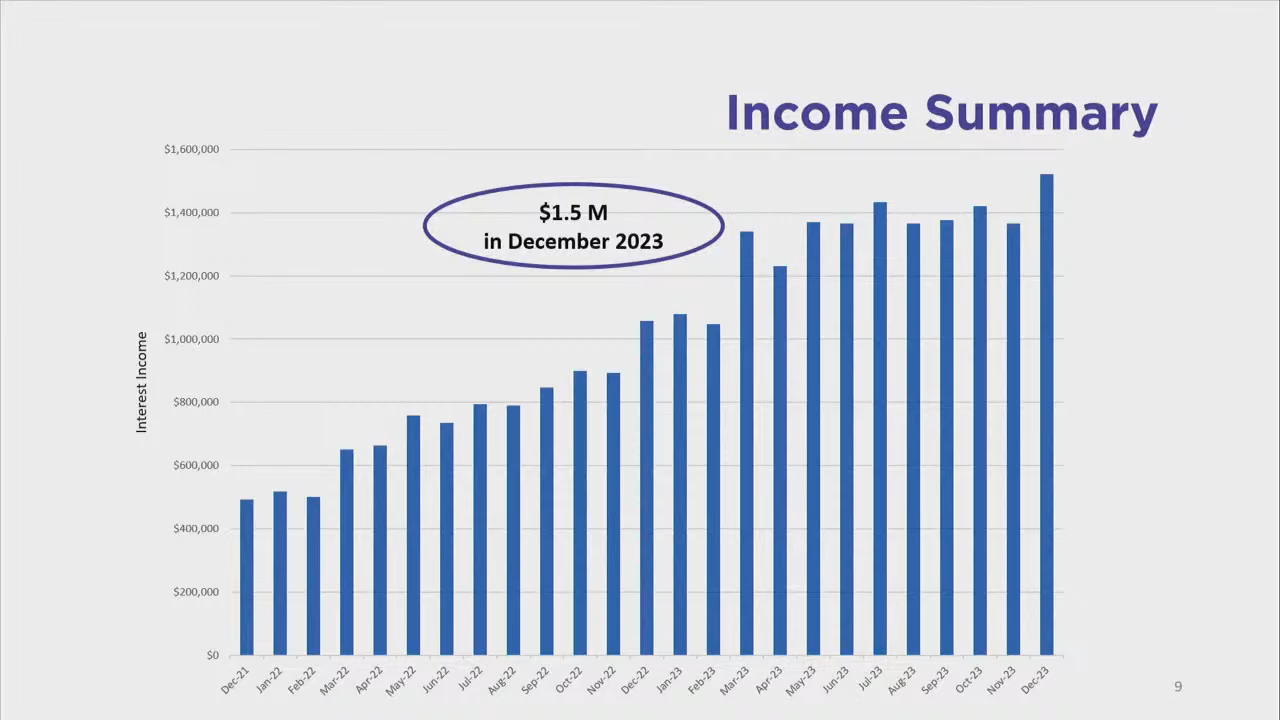 Income Summary
$1,600,000
$1.5 M
in December 2023
$1,400,000
$1,200,000
$1,000,000
$800,000
$600,000
$400,000
$200,000
$0
Interest Income
Dec-21 Jan-22 Feb-22 Mar-22 Apr-22 May-22 Jun-22 Jul-22 Aug-22 Sep-22 Oct-22 Nov-22 Dec-22 Jan-23 Feb-23 Mar-23 Apr-23 May-23 Jun-23 Jul-23 Aug-23 Sep-23 Oct-23 Nov-23 Dec-23
9